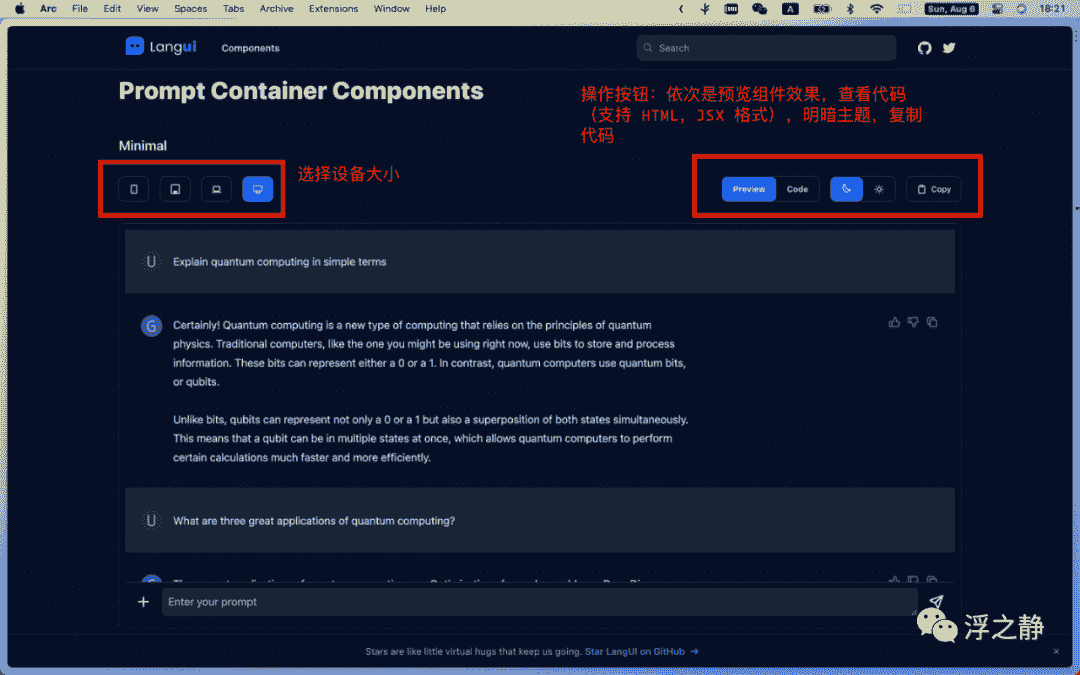 Arc File Edit View Spaces Tabs Archive Extensions Window Help
A
Sun, Aug 6
18:21
LangUI
Components
Search
Prompt Container Components
操作按钮: 依次是预览组件效果, 查看代码
(支持 HTML, JSX 格式), 明暗主题, 复制
代码
Minimal
选择设备大小
Preview
Code
Copy
U
Explain quantum computing in simple terms
G
Certainly! Quantum computing is a new type of computing that relies on the principles of quantum
physics. Traditional computers, like the one you might be using right now, use bits to store and process
information. These bits can represent either a 0 or a 1. In contrast, quantum computers use quantum bits,
or qubits.
Unlike bits, qubits can represent not only a 0 or a 1 but also a superposition of both states simultaneously.
This means that a qubit can be in multiple states at once, which allows quantum computers to perform
certain calculations much faster and more efficiently.
U
What are three great applications of quantum computing?
G
Enter your prompt
浮之静
Stars are like little virtual hugs that keep us going. Star LangUI on GitHub →